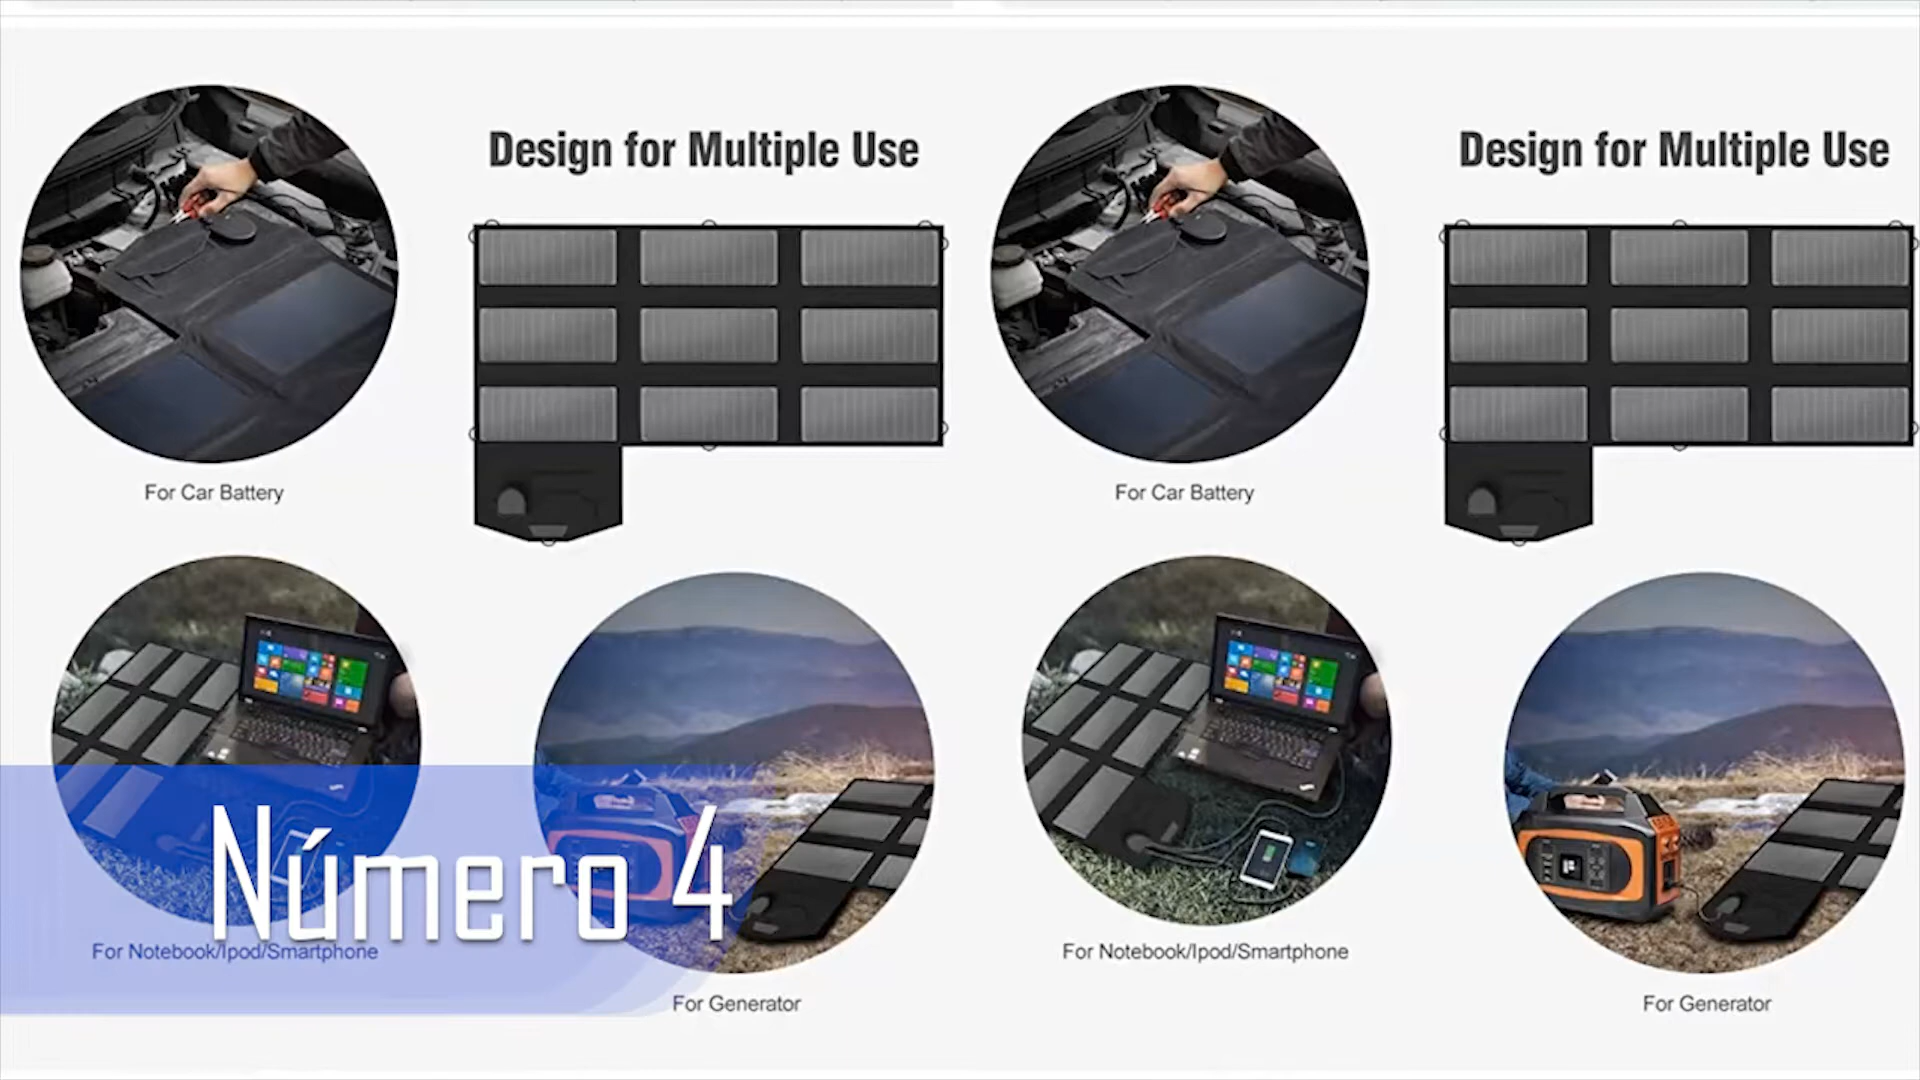 Design for Multiple Use
Design for Multiple Use
For Car Battery
For Car Battery
Número 4
For Notebook/Ipod/Smartphone
For Notebook/Ipod/Smartphone
For Generator
For Generator